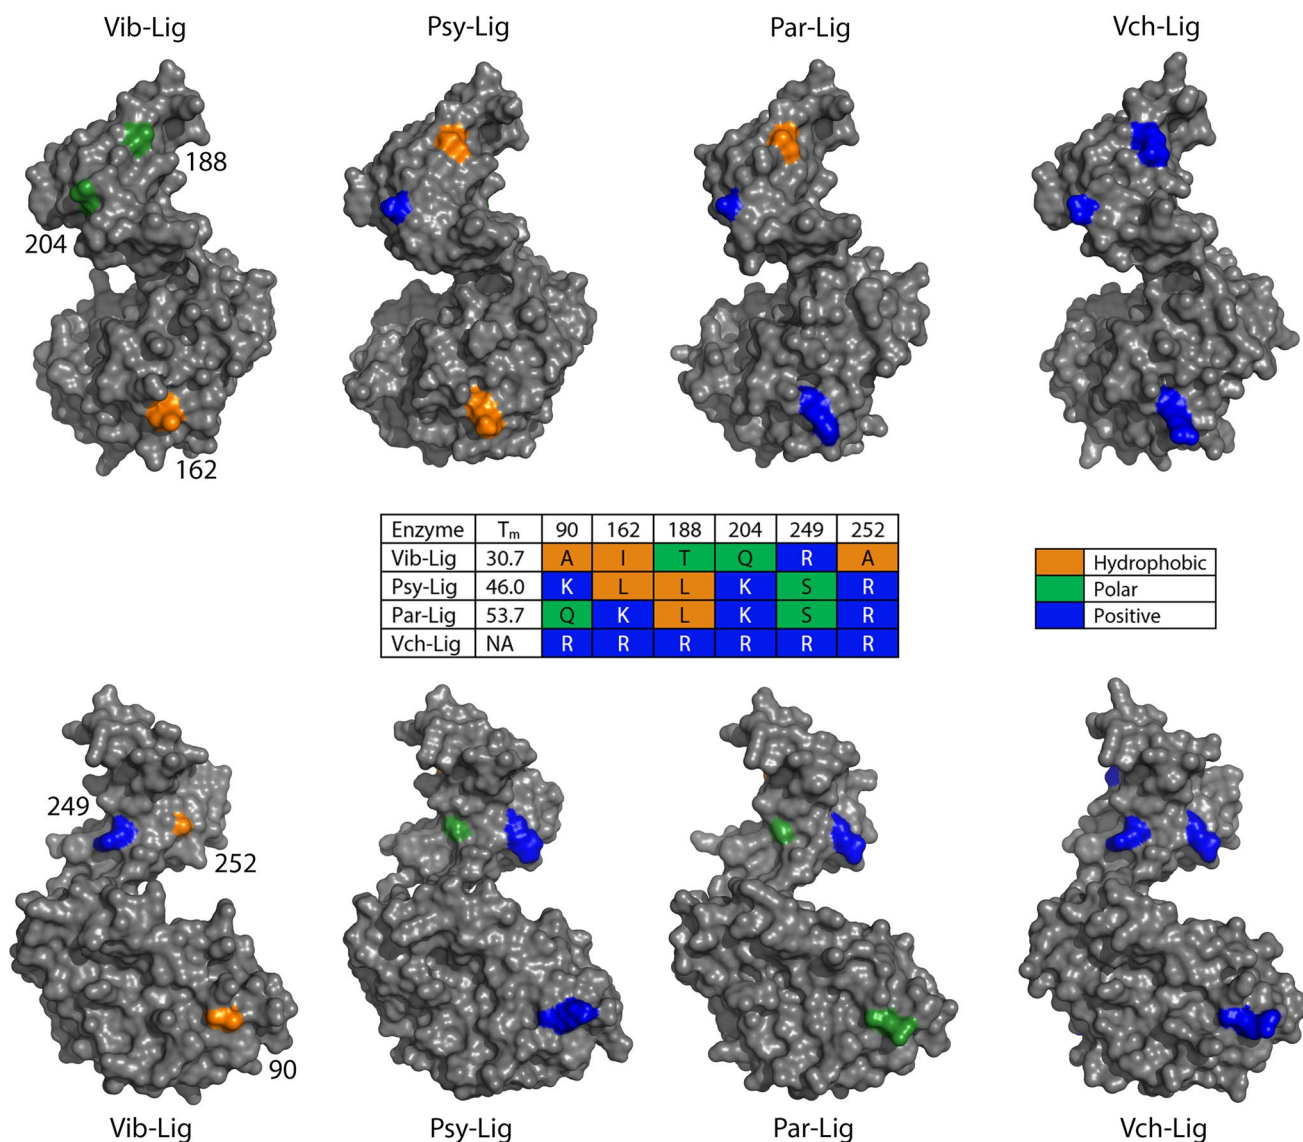 Vib-Lig Psy-Lig Par-Lig Vch-Lig
188
204
162
Enzyme Tm 90 162 188 204 249 252
Vib-Lig 30.7 A I T Q R A
Psy-Lig 46.0 K L L K S R
Par-Lig 53.7 Q K L K S R
Vch-Lig NA R R R R R R
Hydrophobic
Polar
Positive
249
252
90
Vib-Lig Psy-Lig Par-Lig Vch-Lig